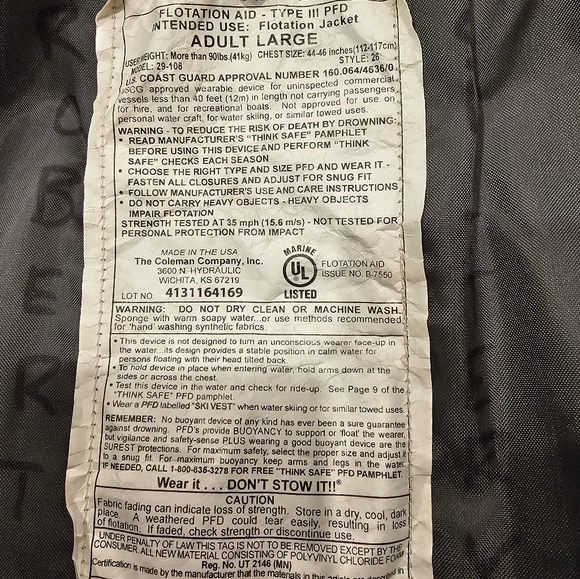 FLOTATION AID - TYPE III PFD
INTENDED USE: Flotation Jacket
ADULT LARGE
USER WEIGHT: More than 90lbs.(41kg) CHEST SIZE: 44-46 inches(112-117cm)
MODEL: 29-108 STYLE: 26
U.S. COAST GUARD APPROVAL NUMBER 160.064/4636/0
USCG approved wearable device for uninspected commercial
vessels less than 40 feet (12m) in length not carrying passengers
for hire, and for recreational boats. Not approved for use on
personal water craft, for water skiing, or similar towed uses.
WARNING - TO REDUCE THE RISK OF DEATH BY DROWNING:
• READ MANUFACTURER'S "THINK SAFE" PAMPHLET
BEFORE USING THIS DEVICE AND PERFORM "THINK
SAFE" CHECKS EACH SEASON
• CHOOSE THE RIGHT TYPE AND SIZE PFD AND WEAR IT -
FASTEN ALL CLOSURES AND ADJUST FOR SNUG FIT
• FOLLOW MANUFACTURER'S USE AND CARE INSTRUCTIONS
• DO NOT CARRY HEAVY OBJECTS - HEAVY OBJECTS
IMPAIR FLOTATION
STRENGTH TESTED AT 35 mph (15.6 m/s) - NOT TESTED FOR
PERSONAL PROTECTION FROM IMPACT
MADE IN THE USA
The Coleman Company, Inc.
3600 N. HYDRAULIC
WICHITA, KS 67219
LOT NO. 4131164169
MARINE
UL
LISTED
FLOTATION AID
ISSUE NO. B-7550
WARNING: DO NOT DRY CLEAN OR MACHINE WASH.
Sponge with warm soapy water...or use methods recommended
for 'hand' washing synthetic fabrics.
• This device is not designed to turn an unconscious wearer face-up in
the water...its design provides a stable position in calm water for
persons floating with their head tilted back.
• To hold device in place when entering water, hold arms down at the
sides or across the chest.
• Test this device in the water and check for ride-up. See Page 9 of the
"THINK SAFE" PFD pamphlet.
• Wear a PFD labelled "SKI VEST" when water skiing or for similar towed uses.
REMEMBER: No buoyant device of any kind has ever been a sure guarantee
against drowning. PFD's provide BUOYANCY to support or 'float' the wearer,
but vigilance and safety-sense PLUS wearing a good buoyant device are the
SUREST protections. For maximum safety, select the proper size and adjust it
to a snug fit. For maximum buoyancy keep arms and legs in the water.
IF NEEDED, CALL 1-800-835-3278 FOR FREE "THINK SAFE" PFD PAMPHLET.
Wear it . . . DON'T STOW IT!!®
CAUTION
Fabric fading can indicate loss of strength. Store in a dry, cool, dark
place. A weathered PFD could tear easily, resulting in loss
of flotation. If faded, check strength or discontinue use.
UNDER PENALTY OF LAW THIS TAG IS NOT TO BE REMOVED EXCEPT BY THE
CONSUMER. ALL NEW MATERIAL CONSISTING OF POLYVINYL CHLORIDE FOAM
Reg. No. UT 2146 (MN)
Certification is made by the manufacturer that the materials in this article are described in
ROBERT